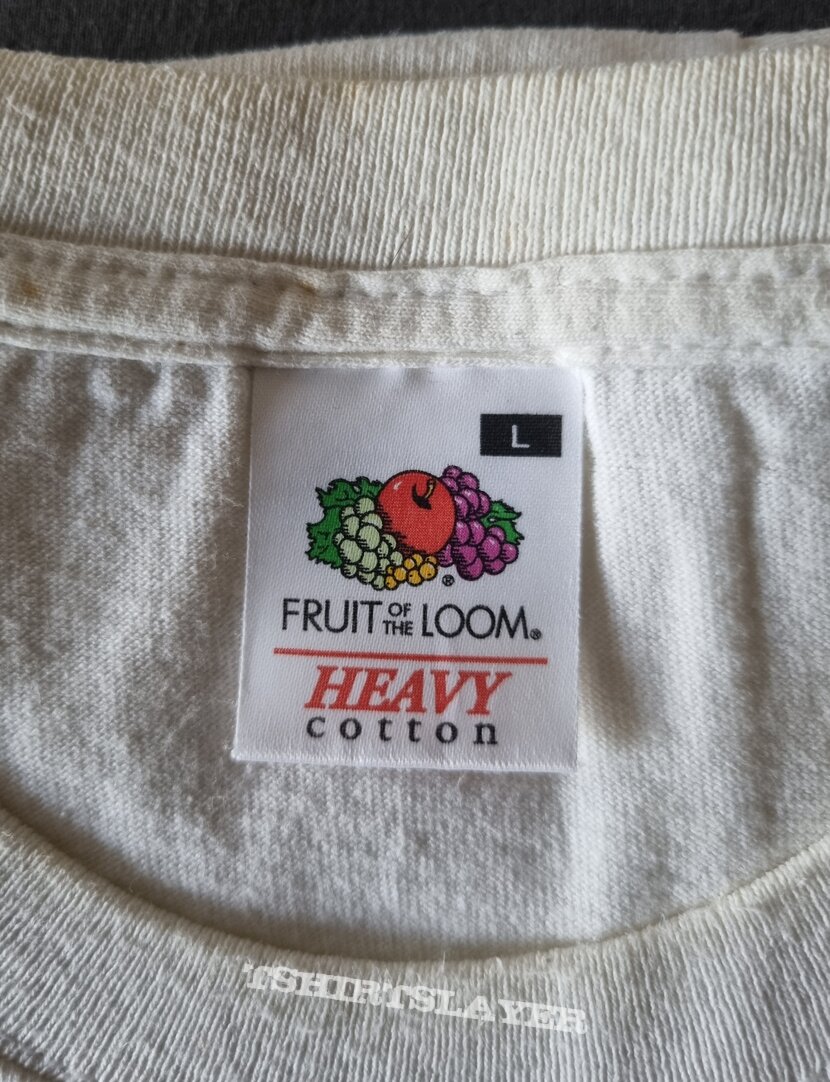 L
®
FRUIT OF THE LOOM®
HEAVY
cotton
TSHIRTSLAYER